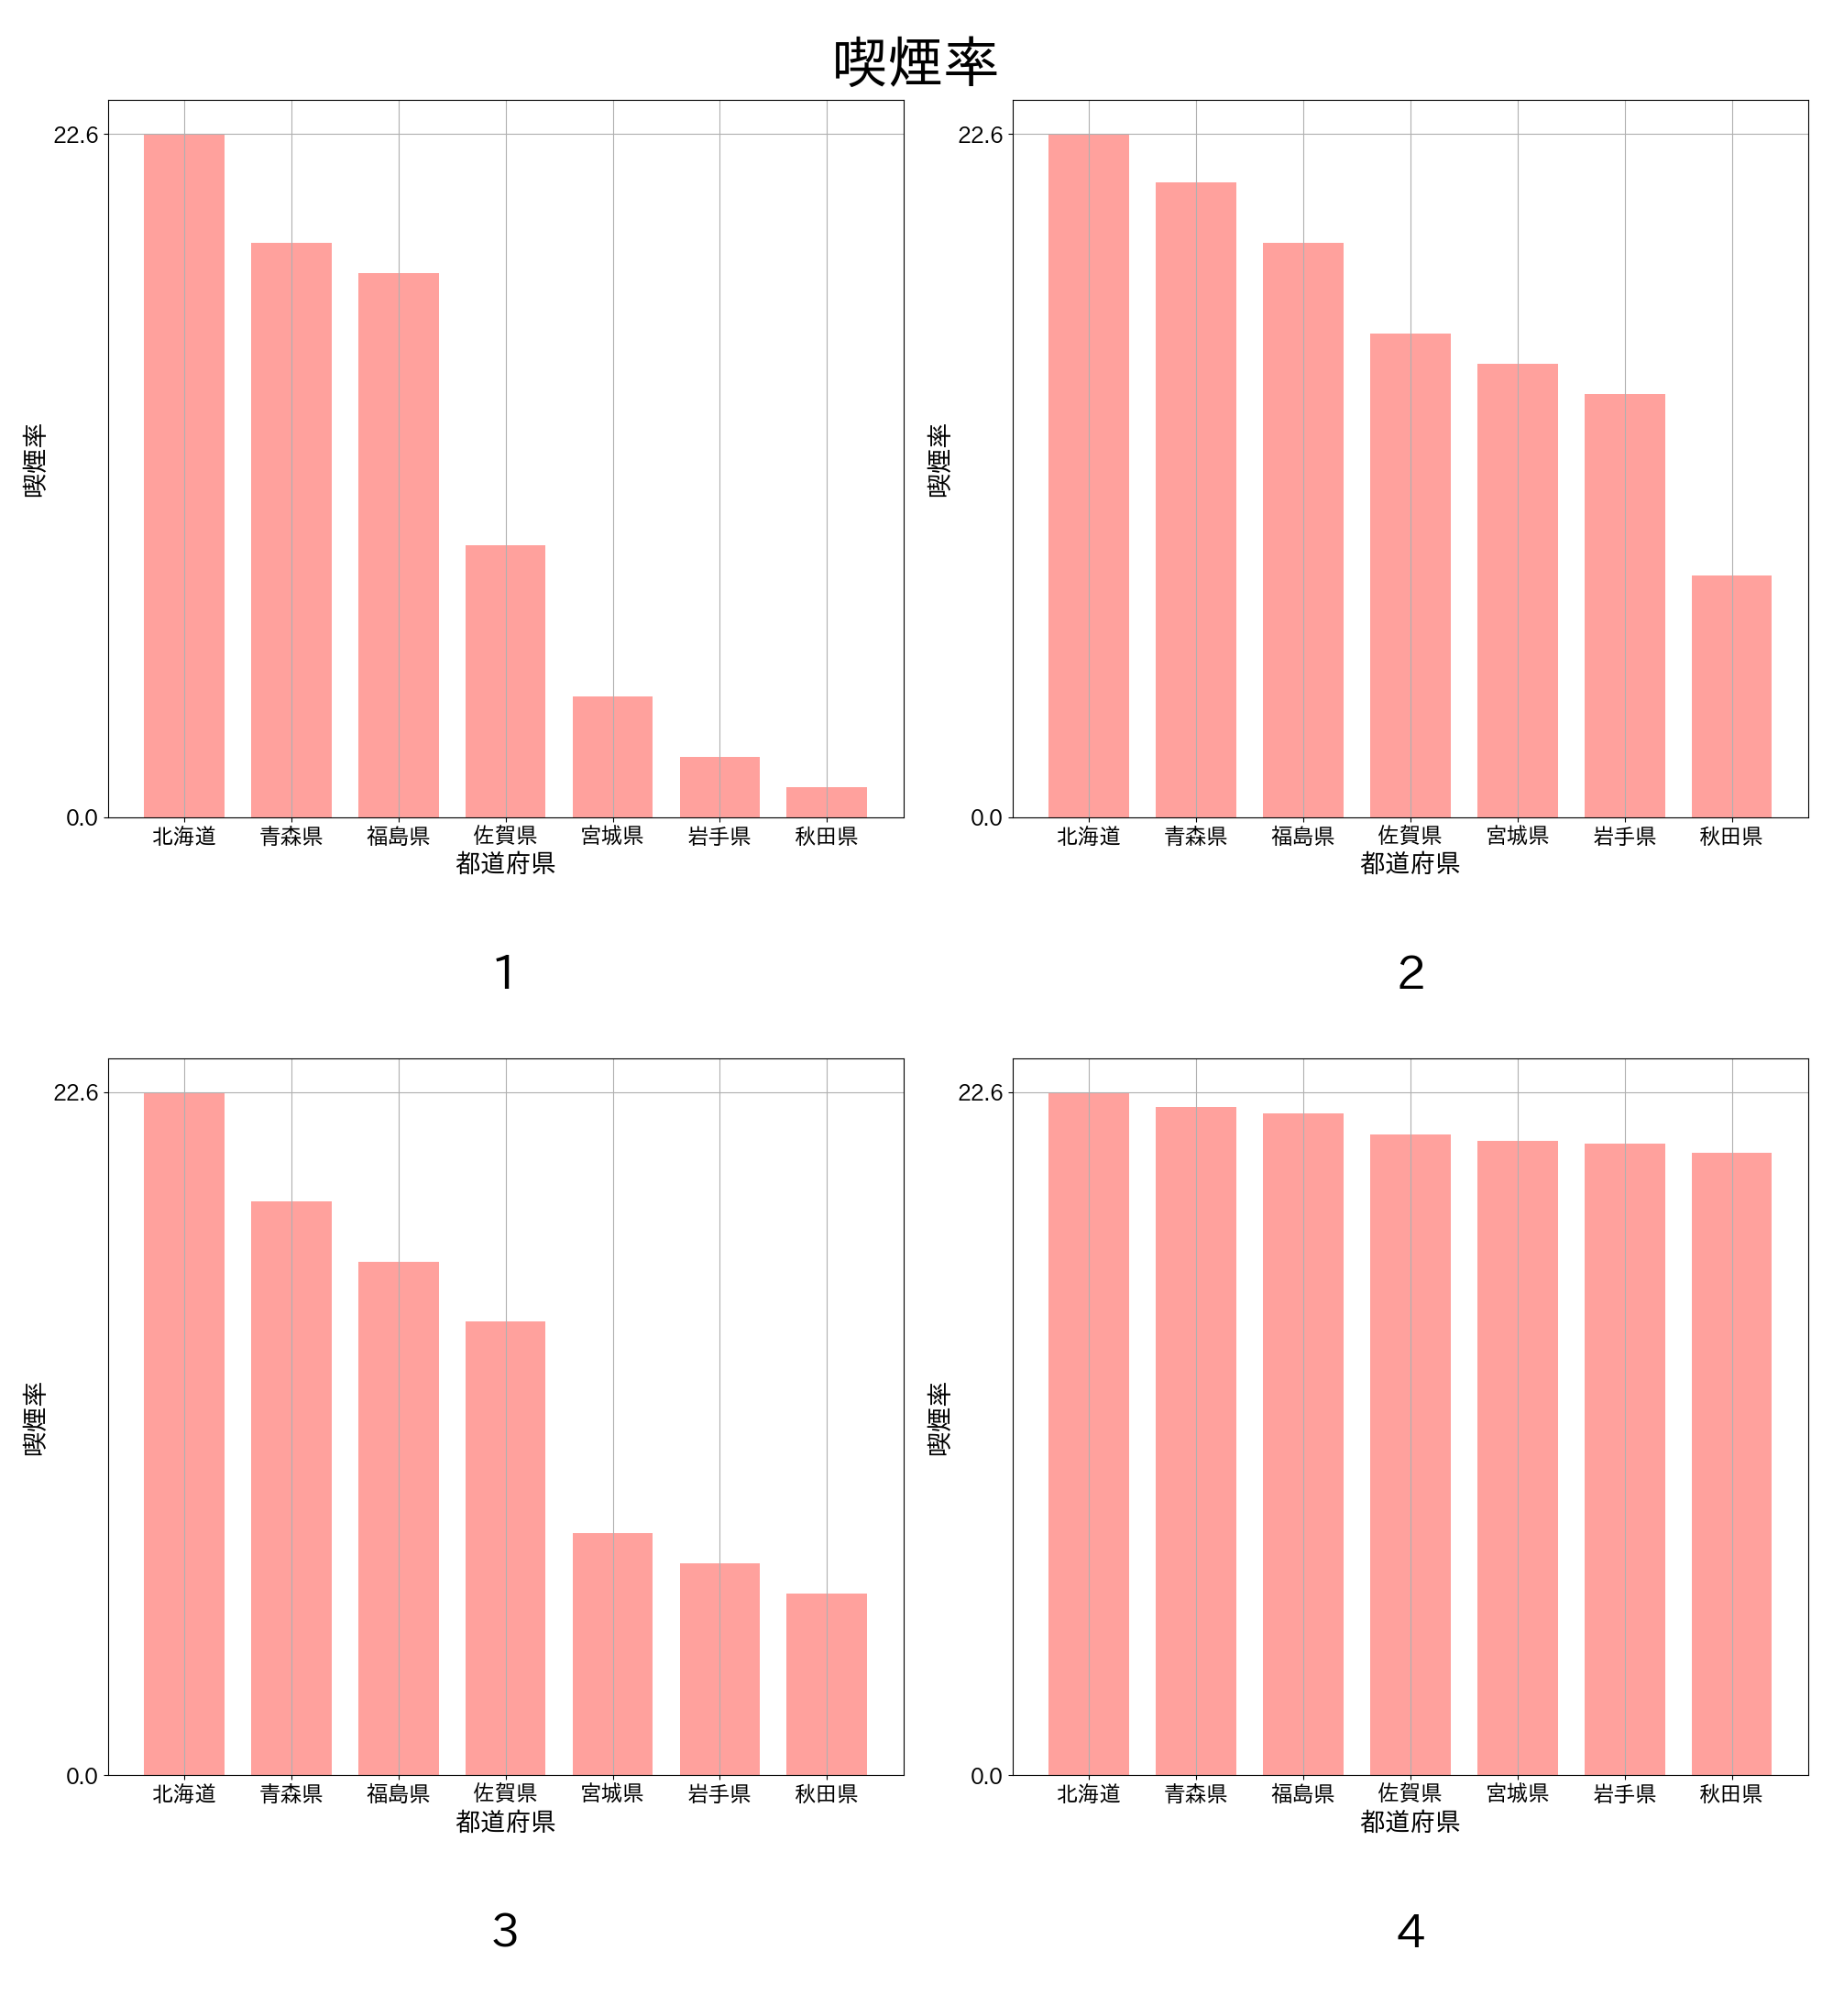 喫煙率
22.6
0.0
喫煙率
北海道 青森県 福島県 佐賀県 宮城県 岩手県 秋田県
都道府県
1
22.6
0.0
喫煙率
北海道 青森県 福島県 佐賀県 宮城県 岩手県 秋田県
都道府県
2
22.6
0.0
喫煙率
北海道 青森県 福島県 佐賀県 宮城県 岩手県 秋田県
都道府県
3
22.6
0.0
喫煙率
北海道 青森県 福島県 佐賀県 宮城県 岩手県 秋田県
都道府県
4